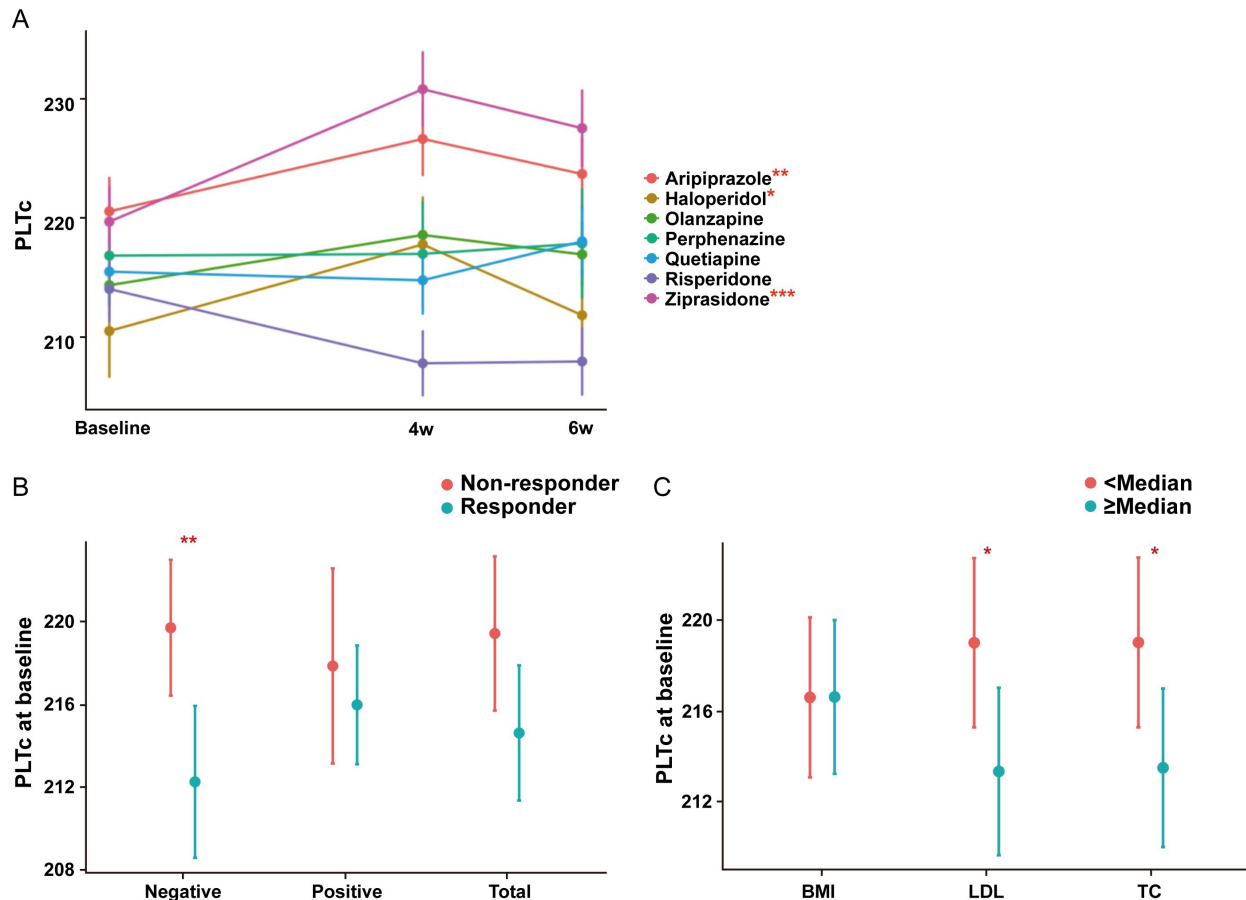 A
PLTc
230
220
210
Baseline
4w
6w
Aripiprazole**
Haloperidol*
Olanzapine
Perphenazine
Quetiapine
Risperidone
Ziprasidone***
B
Non-responder
Responder
**
PLTc at baseline
220
216
212
208
Negative
Positive
Total
C
<Median
≥Median
*
*
PLTc at baseline
220
216
212
BMI
LDL
TC